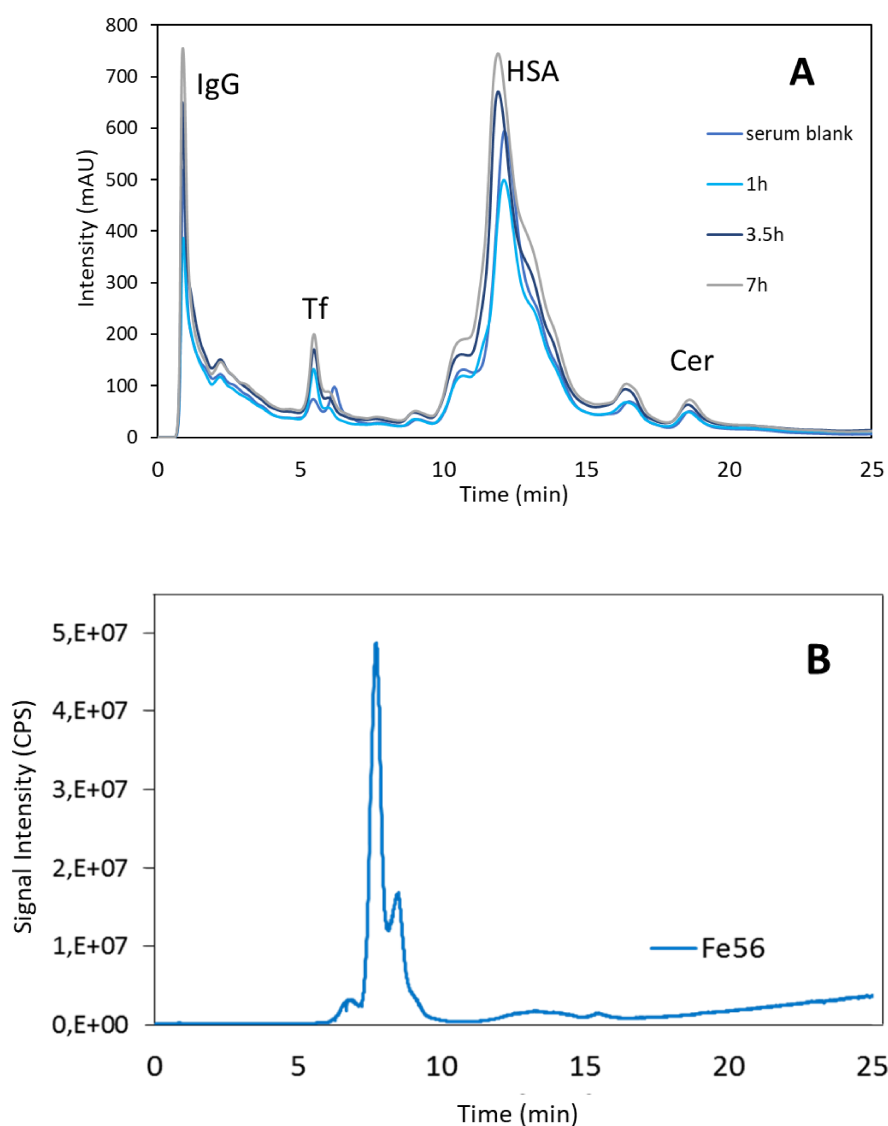 800
700
600
500
400
300
200
100
0
Intensity (mAU)
IgG
Tf
HSA
Cer
A
serum blank
1h
3.5h
7h
0 5 10 15 20 25
Time (min)
5,E+07
4,E+07
3,E+07
2,E+07
1,E+07
0,E+00
Signal Intensity (CPS)
B
Fe56
0 5 10 15 20 25
Time (min)